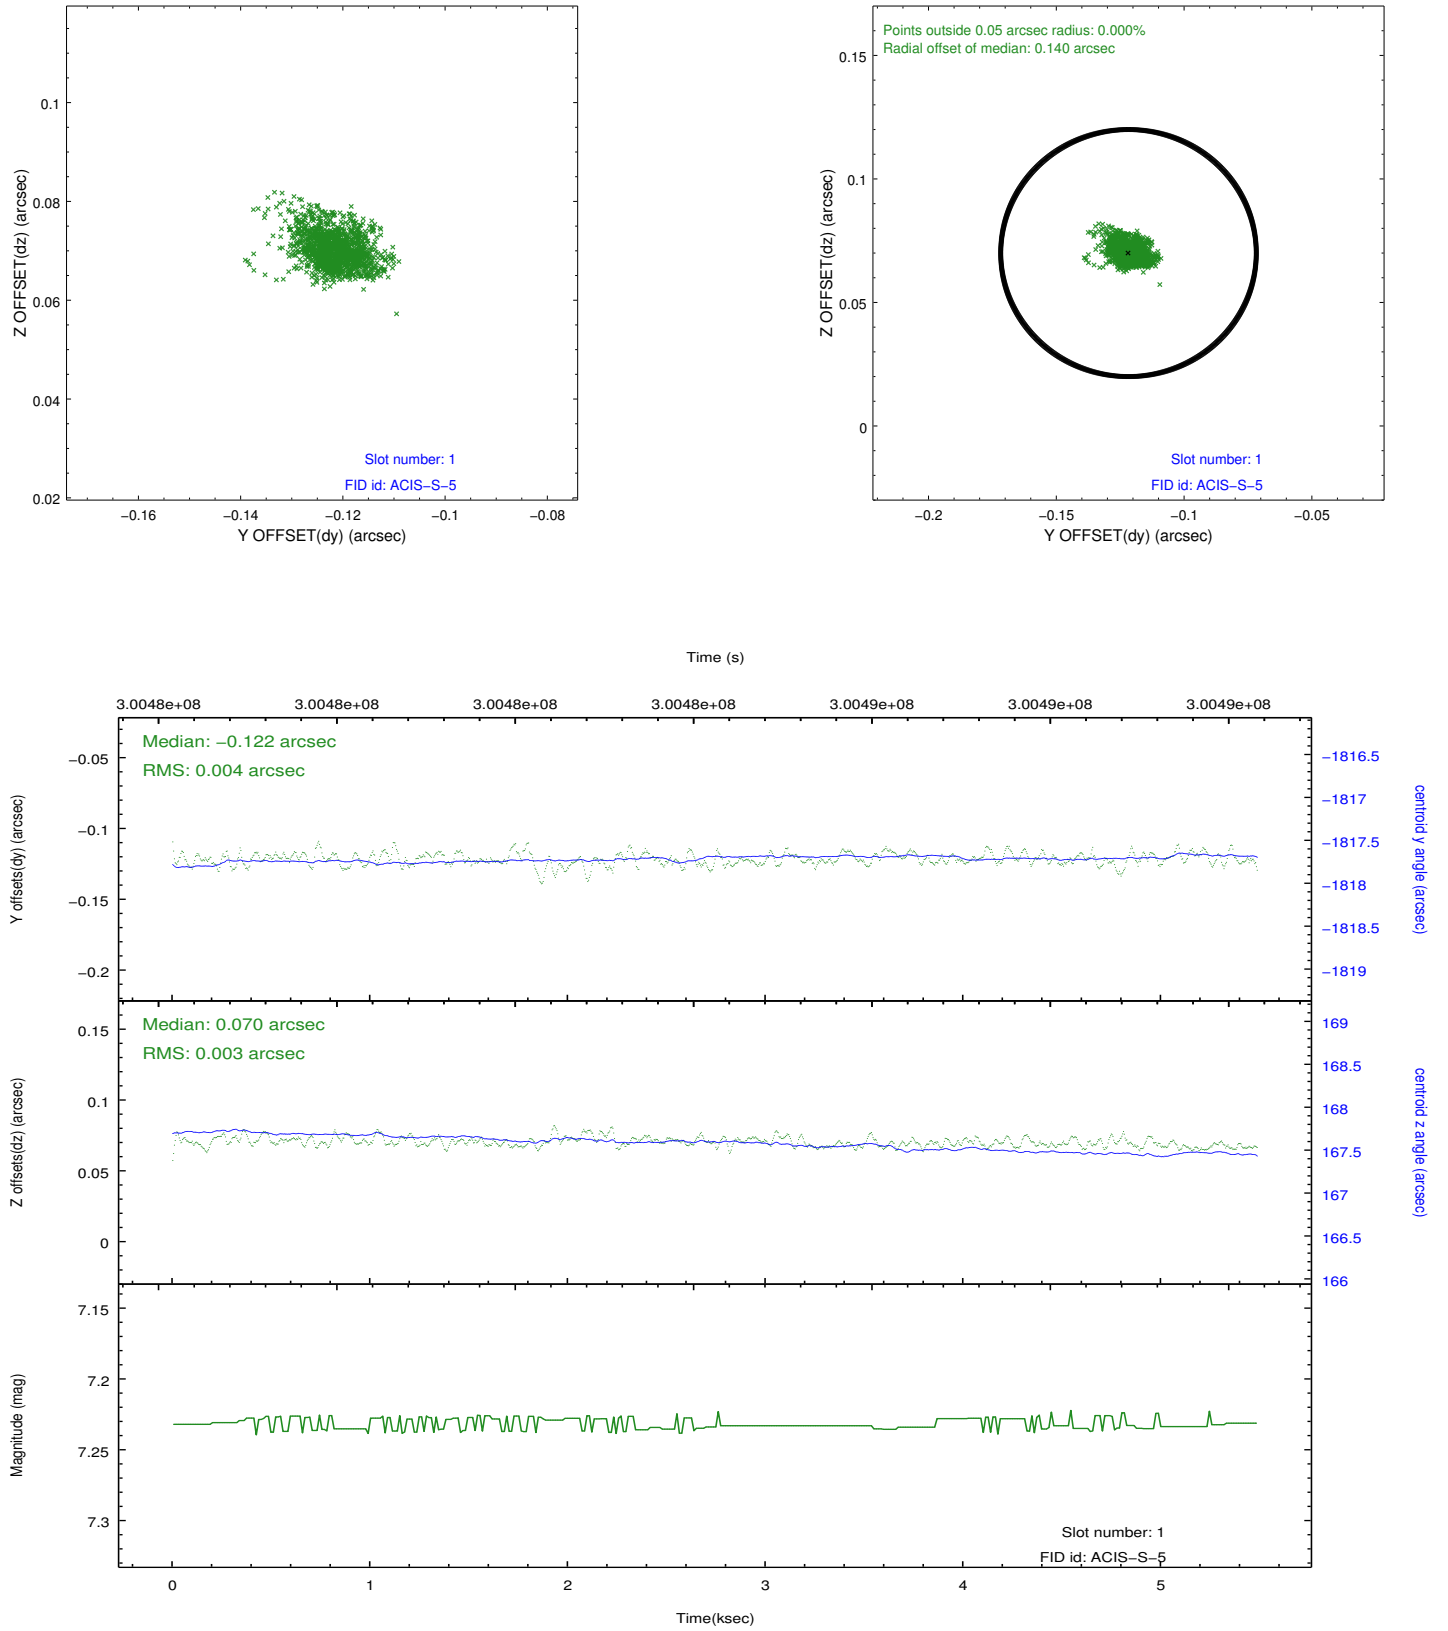 0.1
0.08
0.06
0.04
0.02
Z OFFSET(dz) (arcsec)
Slot number: 1
FID id: ACIS−S−5
−0.16 −0.14 −0.12 −0.1 −0.08
Y OFFSET(dy) (arcsec)
Points outside 0.05 arcsec radius: 0.000%
Radial offset of median: 0.140 arcsec
0.15
0.1
0.05
0
Z OFFSET(dz) (arcsec)
Slot number: 1
FID id: ACIS−S−5
−0.2 −0.15 −0.1 −0.05
Y OFFSET(dy) (arcsec)
Time (s)
3.0048e+08 3.0048e+08 3.0048e+08 3.0048e+08 3.0049e+08 3.0049e+08 3.0049e+08
Median: −0.122 arcsec
RMS: 0.004 arcsec
−0.05
−0.1
−0.15
−0.2
Y offsets(dy) (arcsec)
−1816.5
−1817
−1817.5
−1818
−1818.5
−1819
centroid y angle (arcsec)
Median: 0.070 arcsec
RMS: 0.003 arcsec
0.15
0.1
0.05
0
Z offsets(dz) (arcsec)
169
168.5
168
167.5
167
166.5
166
centroid z angle (arcsec)
7.15
7.2
7.25
7.3
Magnitude (mag)
Slot number: 1
FID id: ACIS−S−5
0 1 2 3 4 5
Time(ksec)